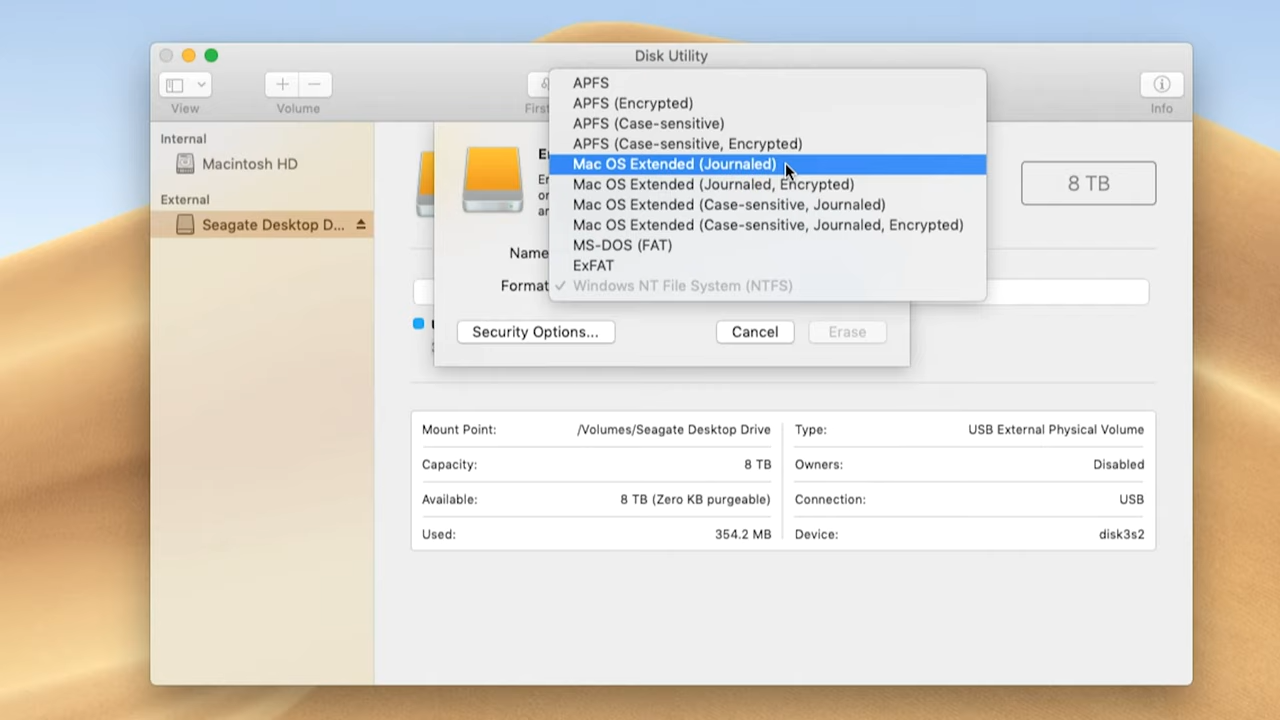 Disk Utility
View
Volume
First
Info
Internal
Macintosh HD
External
Seagate Desktop D...
APFS
APFS (Encrypted)
APFS (Case-sensitive)
APFS (Case-sensitive, Encrypted)
Mac OS Extended (Journaled)
Mac OS Extended (Journaled, Encrypted)
Mac OS Extended (Case-sensitive, Journaled)
Mac OS Extended (Case-sensitive, Journaled, Encrypted)
MS-DOS (FAT)
ExFAT
Windows NT File System (NTFS)
8 TB
Name
Format
Security Options...
Cancel
Erase
Mount Point: /Volumes/Seagate Desktop Drive
Capacity: 8 TB
Available: 8 TB (Zero KB purgeable)
Used: 354.2 MB
Type: USB External Physical Volume
Owners: Disabled
Connection: USB
Device: disk3s2